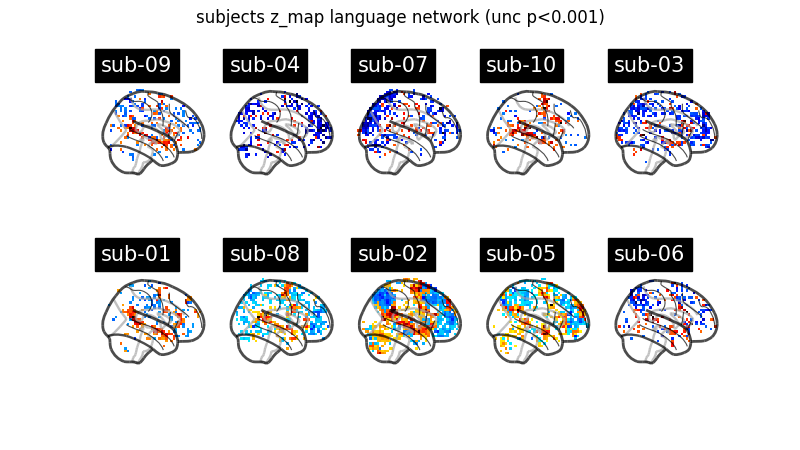 subjects z_map language network (unc p<0.001)
sub-09 sub-04 sub-07 sub-10 sub-03
sub-01 sub-08 sub-02 sub-05 sub-06